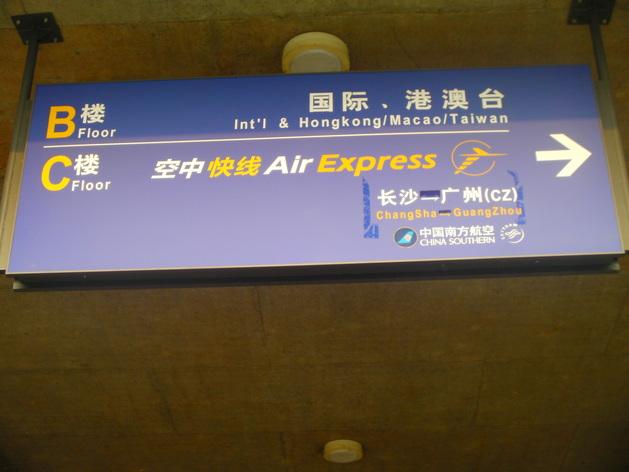 B楼 国际、港澳台
Floor Int'l & Hongkong/Macao/Taiwan
C楼 空中快线 Air Express
Floor
长沙—广州(CZ)
ChangSha—GuangZhou
中国南方航空
CHINA SOUTHERN